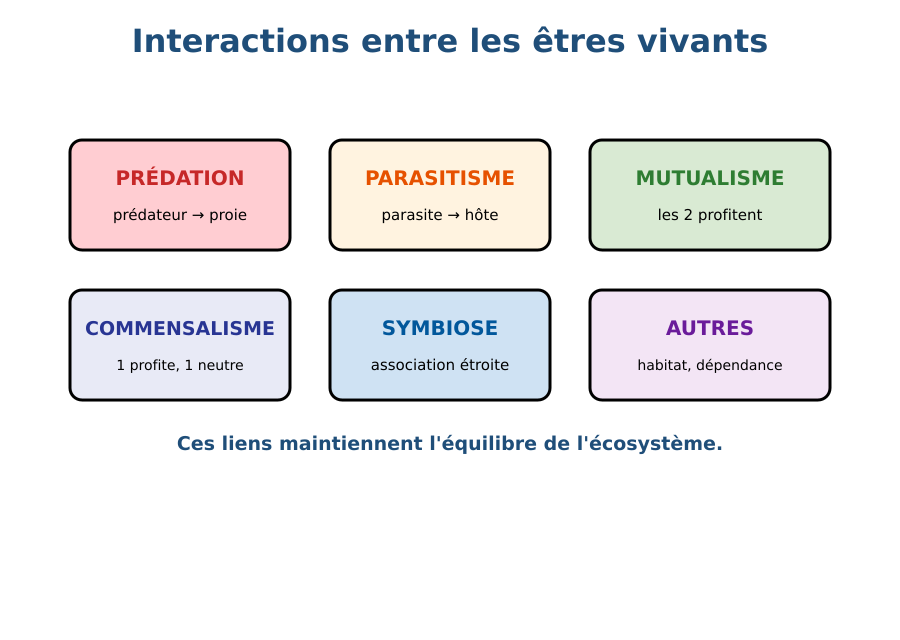 Interactions entre les êtres vivants
PRÉDATION
prédateur → proie
PARASITISME
parasite → hôte
MUTUALISME
les 2 profitent
COMMENSALISME
1 profite, 1 neutre
SYMBIOSE
association étroite
AUTRES
habitat, dépendance
Ces liens maintiennent l'équilibre de l'écosystème.